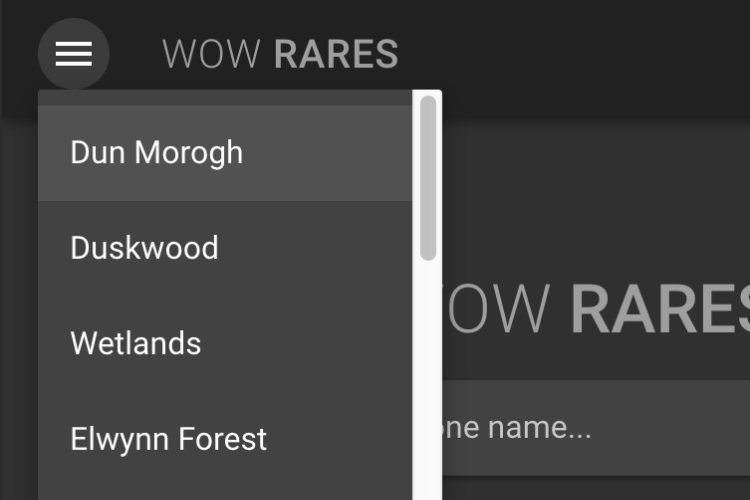 WOW RARES
Dun Morogh
Duskwood
OW RARES
Wetlands
one name...
Elwynn Forest